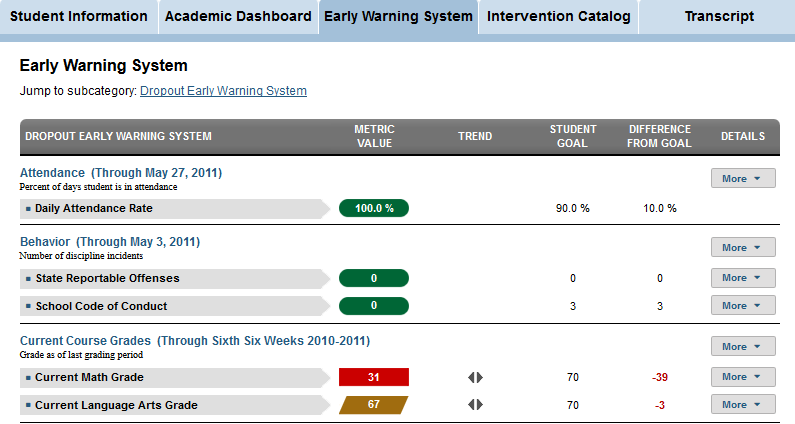 Student Information
Academic Dashboard
Early Warning System
Intervention Catalog
Transcript
Early Warning System
Jump to subcategory: Dropout Early Warning System
DROPOUT EARLY WARNING SYSTEM
METRIC VALUE
TREND
STUDENT GOAL
DIFFERENCE FROM GOAL
DETAILS
Attendance (Through May 27, 2011)
More
Percent of days student is in attendance
Daily Attendance Rate 100.0 % 90.0 % 10.0 %
Behavior (Through May 3, 2011)
More
Number of discipline incidents
State Reportable Offenses 0 0 0 More
School Code of Conduct 0 3 3 More
Current Course Grades (Through Sixth Six Weeks 2010-2011)
More
Grade as of last grading period
Current Math Grade 31 70 -39 More
Current Language Arts Grade 67 70 -3 More